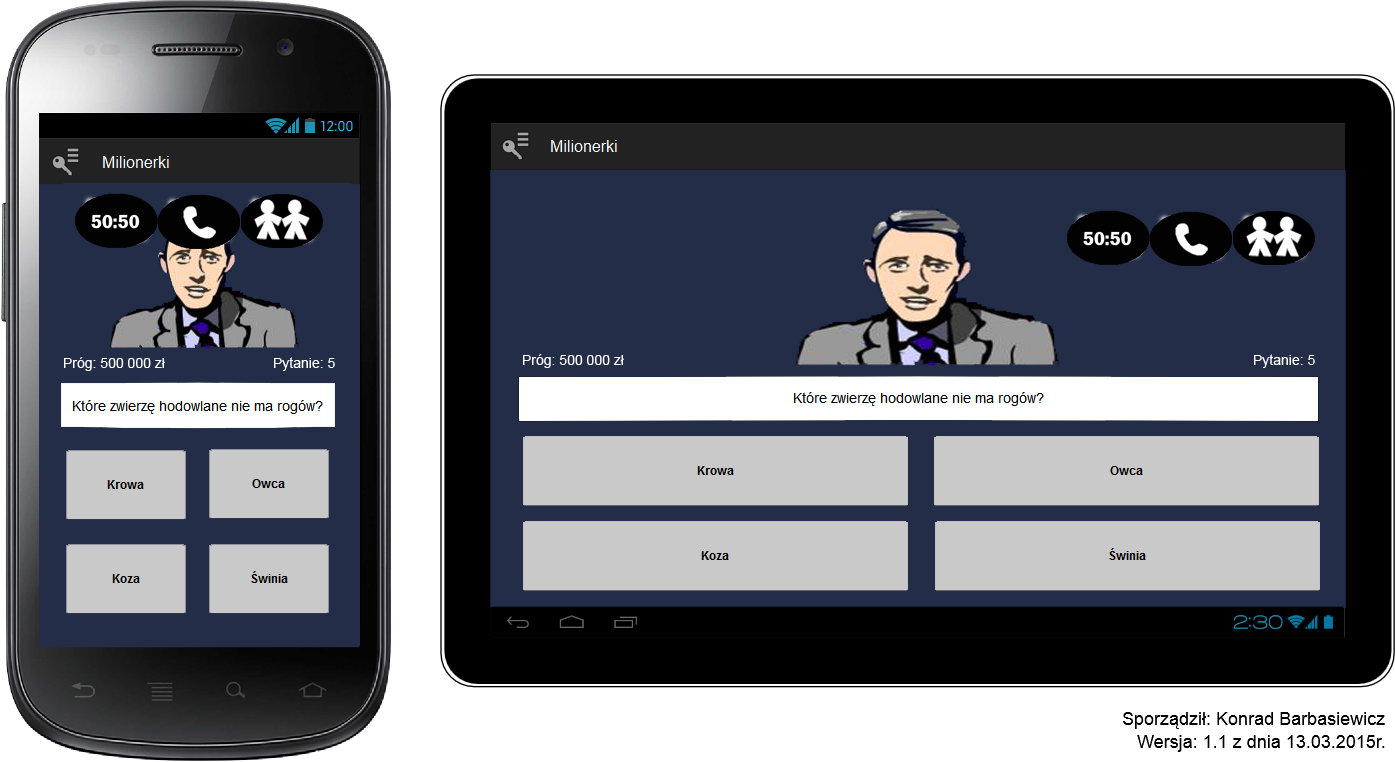 12:00
Milionerki
50:50
Próg: 500 000 zł
Pytanie: 5
Które zwierzę hodowlane nie ma rogów?
Krowa
Owca
Koza
Świnia
Milionerki
50:50
Próg: 500 000 zł
Pytanie: 5
Które zwierzę hodowlane nie ma rogów?
Krowa
Owca
Koza
Świnia
2:30
Sporządził: Konrad Barbasiewicz
Wersja: 1.1 z dnia 13.03.2015r.